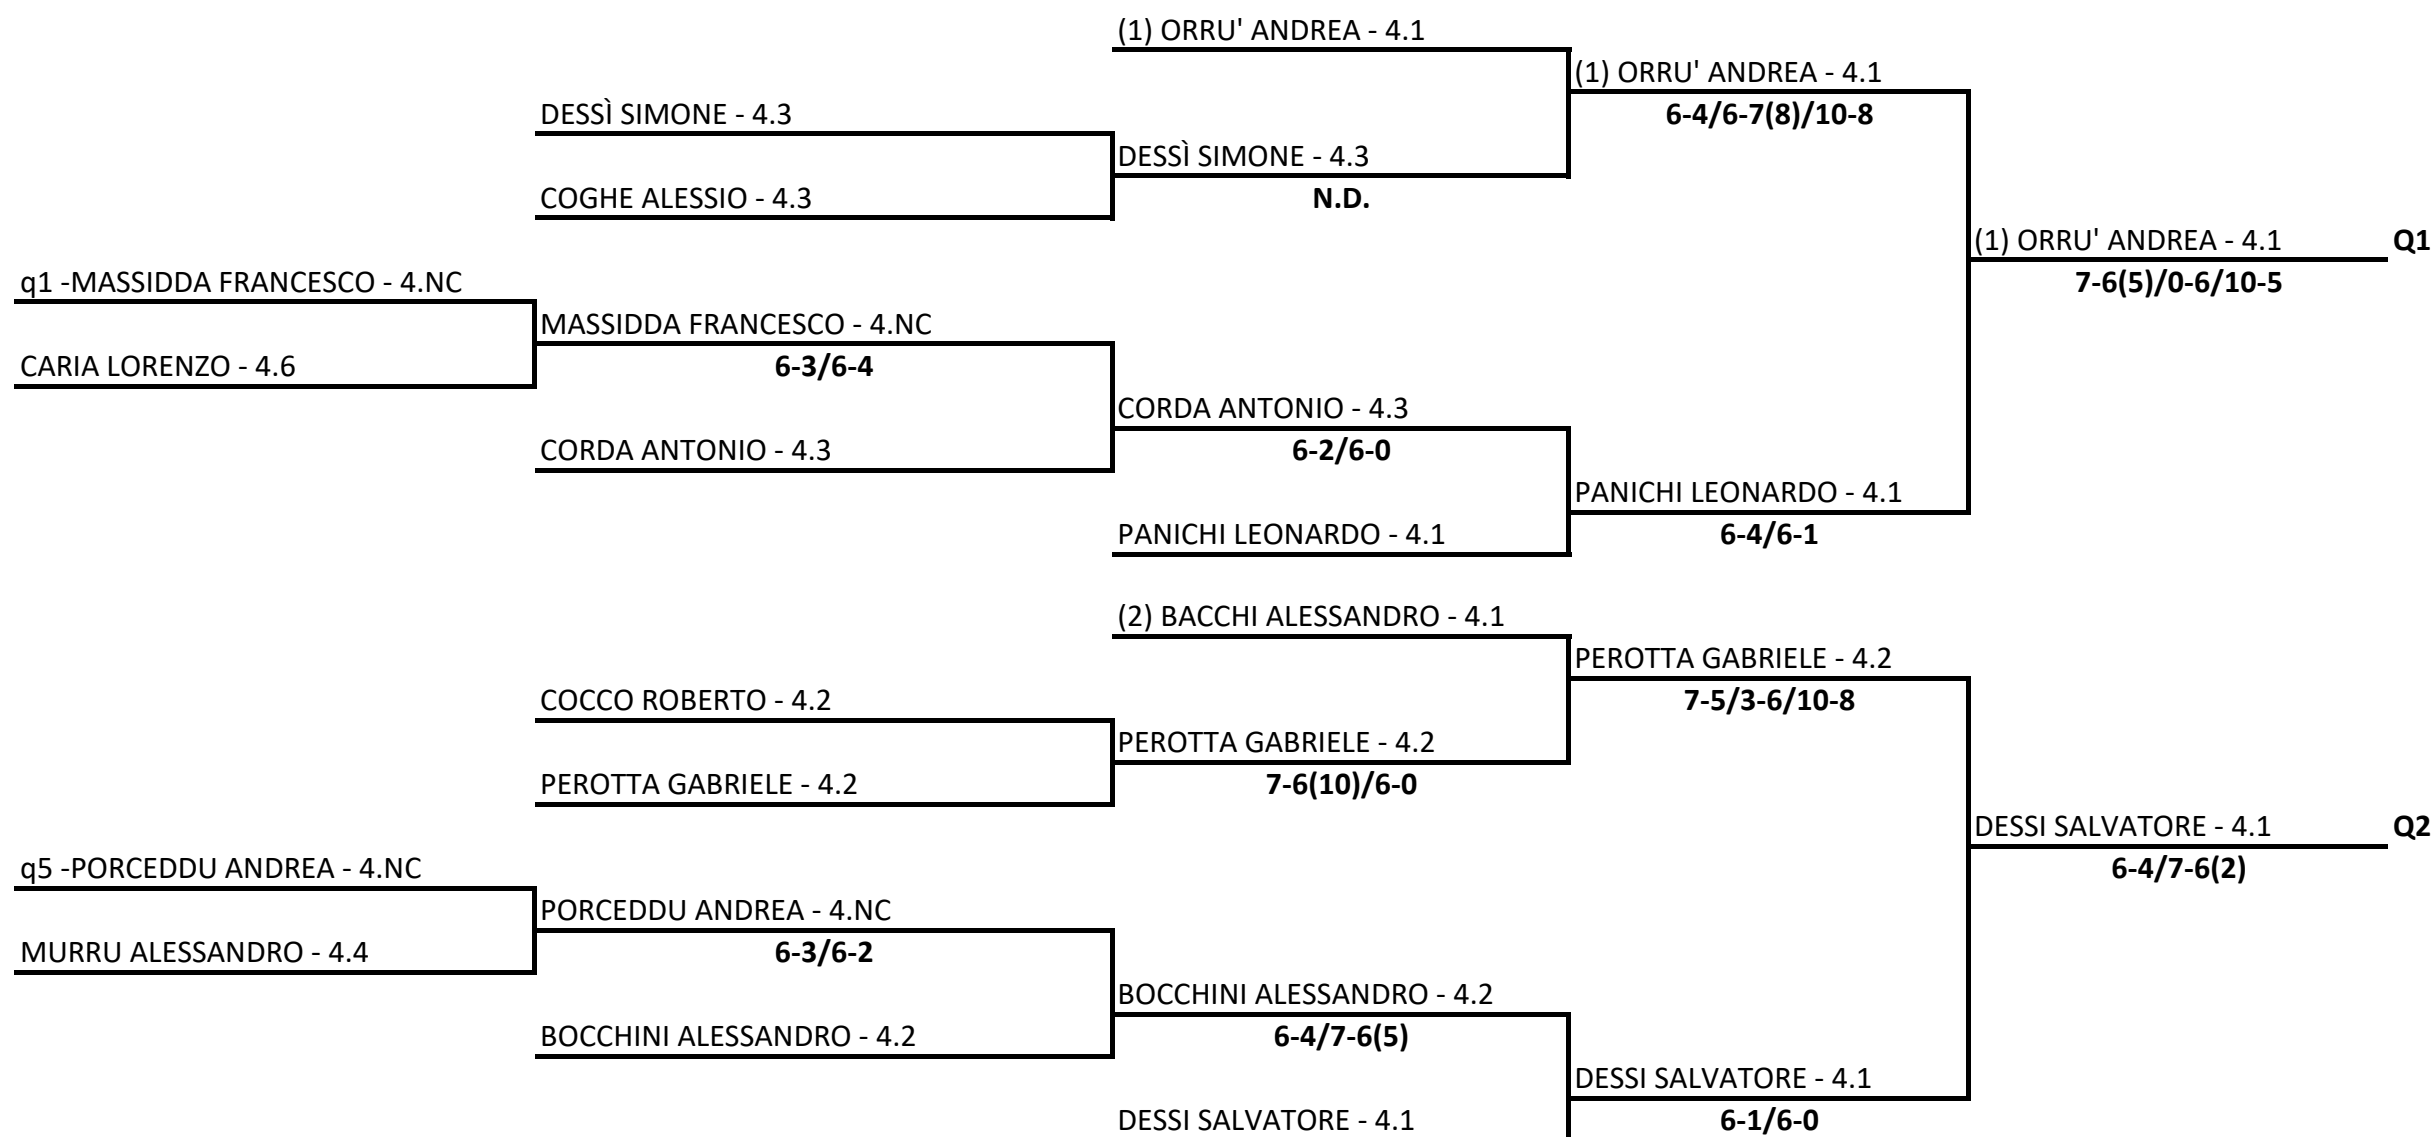 (1) ORRU' ANDREA - 4.1
(1) ORRU' ANDREA - 4.1
DESSÌ SIMONE - 4.3
6-4/6-7(8)/10-8
DESSÌ SIMONE - 4.3
COGHE ALESSIO - 4.3
N.D.
(1) ORRU' ANDREA - 4.1 Q1
q1 -MASSIDDA FRANCESCO - 4.NC
7-6(5)/0-6/10-5
MASSIDDA FRANCESCO - 4.NC
CARIA LORENZO - 4.6
6-3/6-4
CORDA ANTONIO - 4.3
CORDA ANTONIO - 4.3
6-2/6-0
PANICHI LEONARDO - 4.1
PANICHI LEONARDO - 4.1
6-4/6-1
(2) BACCHI ALESSANDRO - 4.1
PEROTTA GABRIELE - 4.2
COCCO ROBERTO - 4.2
7-5/3-6/10-8
PEROTTA GABRIELE - 4.2
PEROTTA GABRIELE - 4.2
7-6(10)/6-0
DESSI SALVATORE - 4.1 Q2
q5 -PORCEDDU ANDREA - 4.NC
6-4/7-6(2)
PORCEDDU ANDREA - 4.NC
MURRU ALESSANDRO - 4.4
6-3/6-2
BOCCHINI ALESSANDRO - 4.2
BOCCHINI ALESSANDRO - 4.2
6-4/7-6(5)
DESSI SALVATORE - 4.1
DESSI SALVATORE - 4.1
6-1/6-0